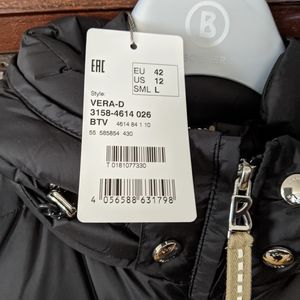 B
EAC
EU 42
US 12
SML L
Style:
VERA-D
3158-4614 026
BTV 4614 84 1 10
55 585854 430
T 0181077330
4 056588 631798
B